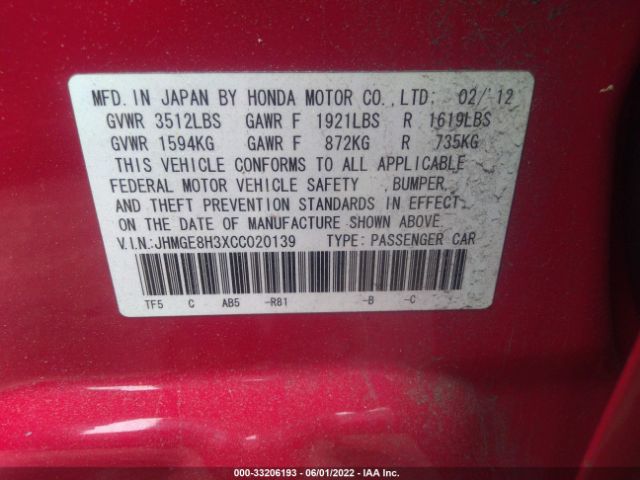 MFD. IN JAPAN BY HONDA MOTOR CO., LTD: 02/'12
GVWR 3512LBS GAWR F 1921LBS R 1619LBS
GVWR 1594KG GAWR F 872KG R 735KG
THIS VEHICLE CONFORMS TO ALL APPLICABLE
FEDERAL MOTOR VEHICLE SAFETY , BUMPER,
AND THEFT PREVENTION STANDARDS IN EFFECT
ON THE DATE OF MANUFACTURE SHOWN ABOVE.
V.I.N:JHMGE8H3XCC020139 TYPE: PASSENGER CAR
TF5 C AB5 -R81 -B -C
000-33206193 - 06/01/2022 - IAA Inc.